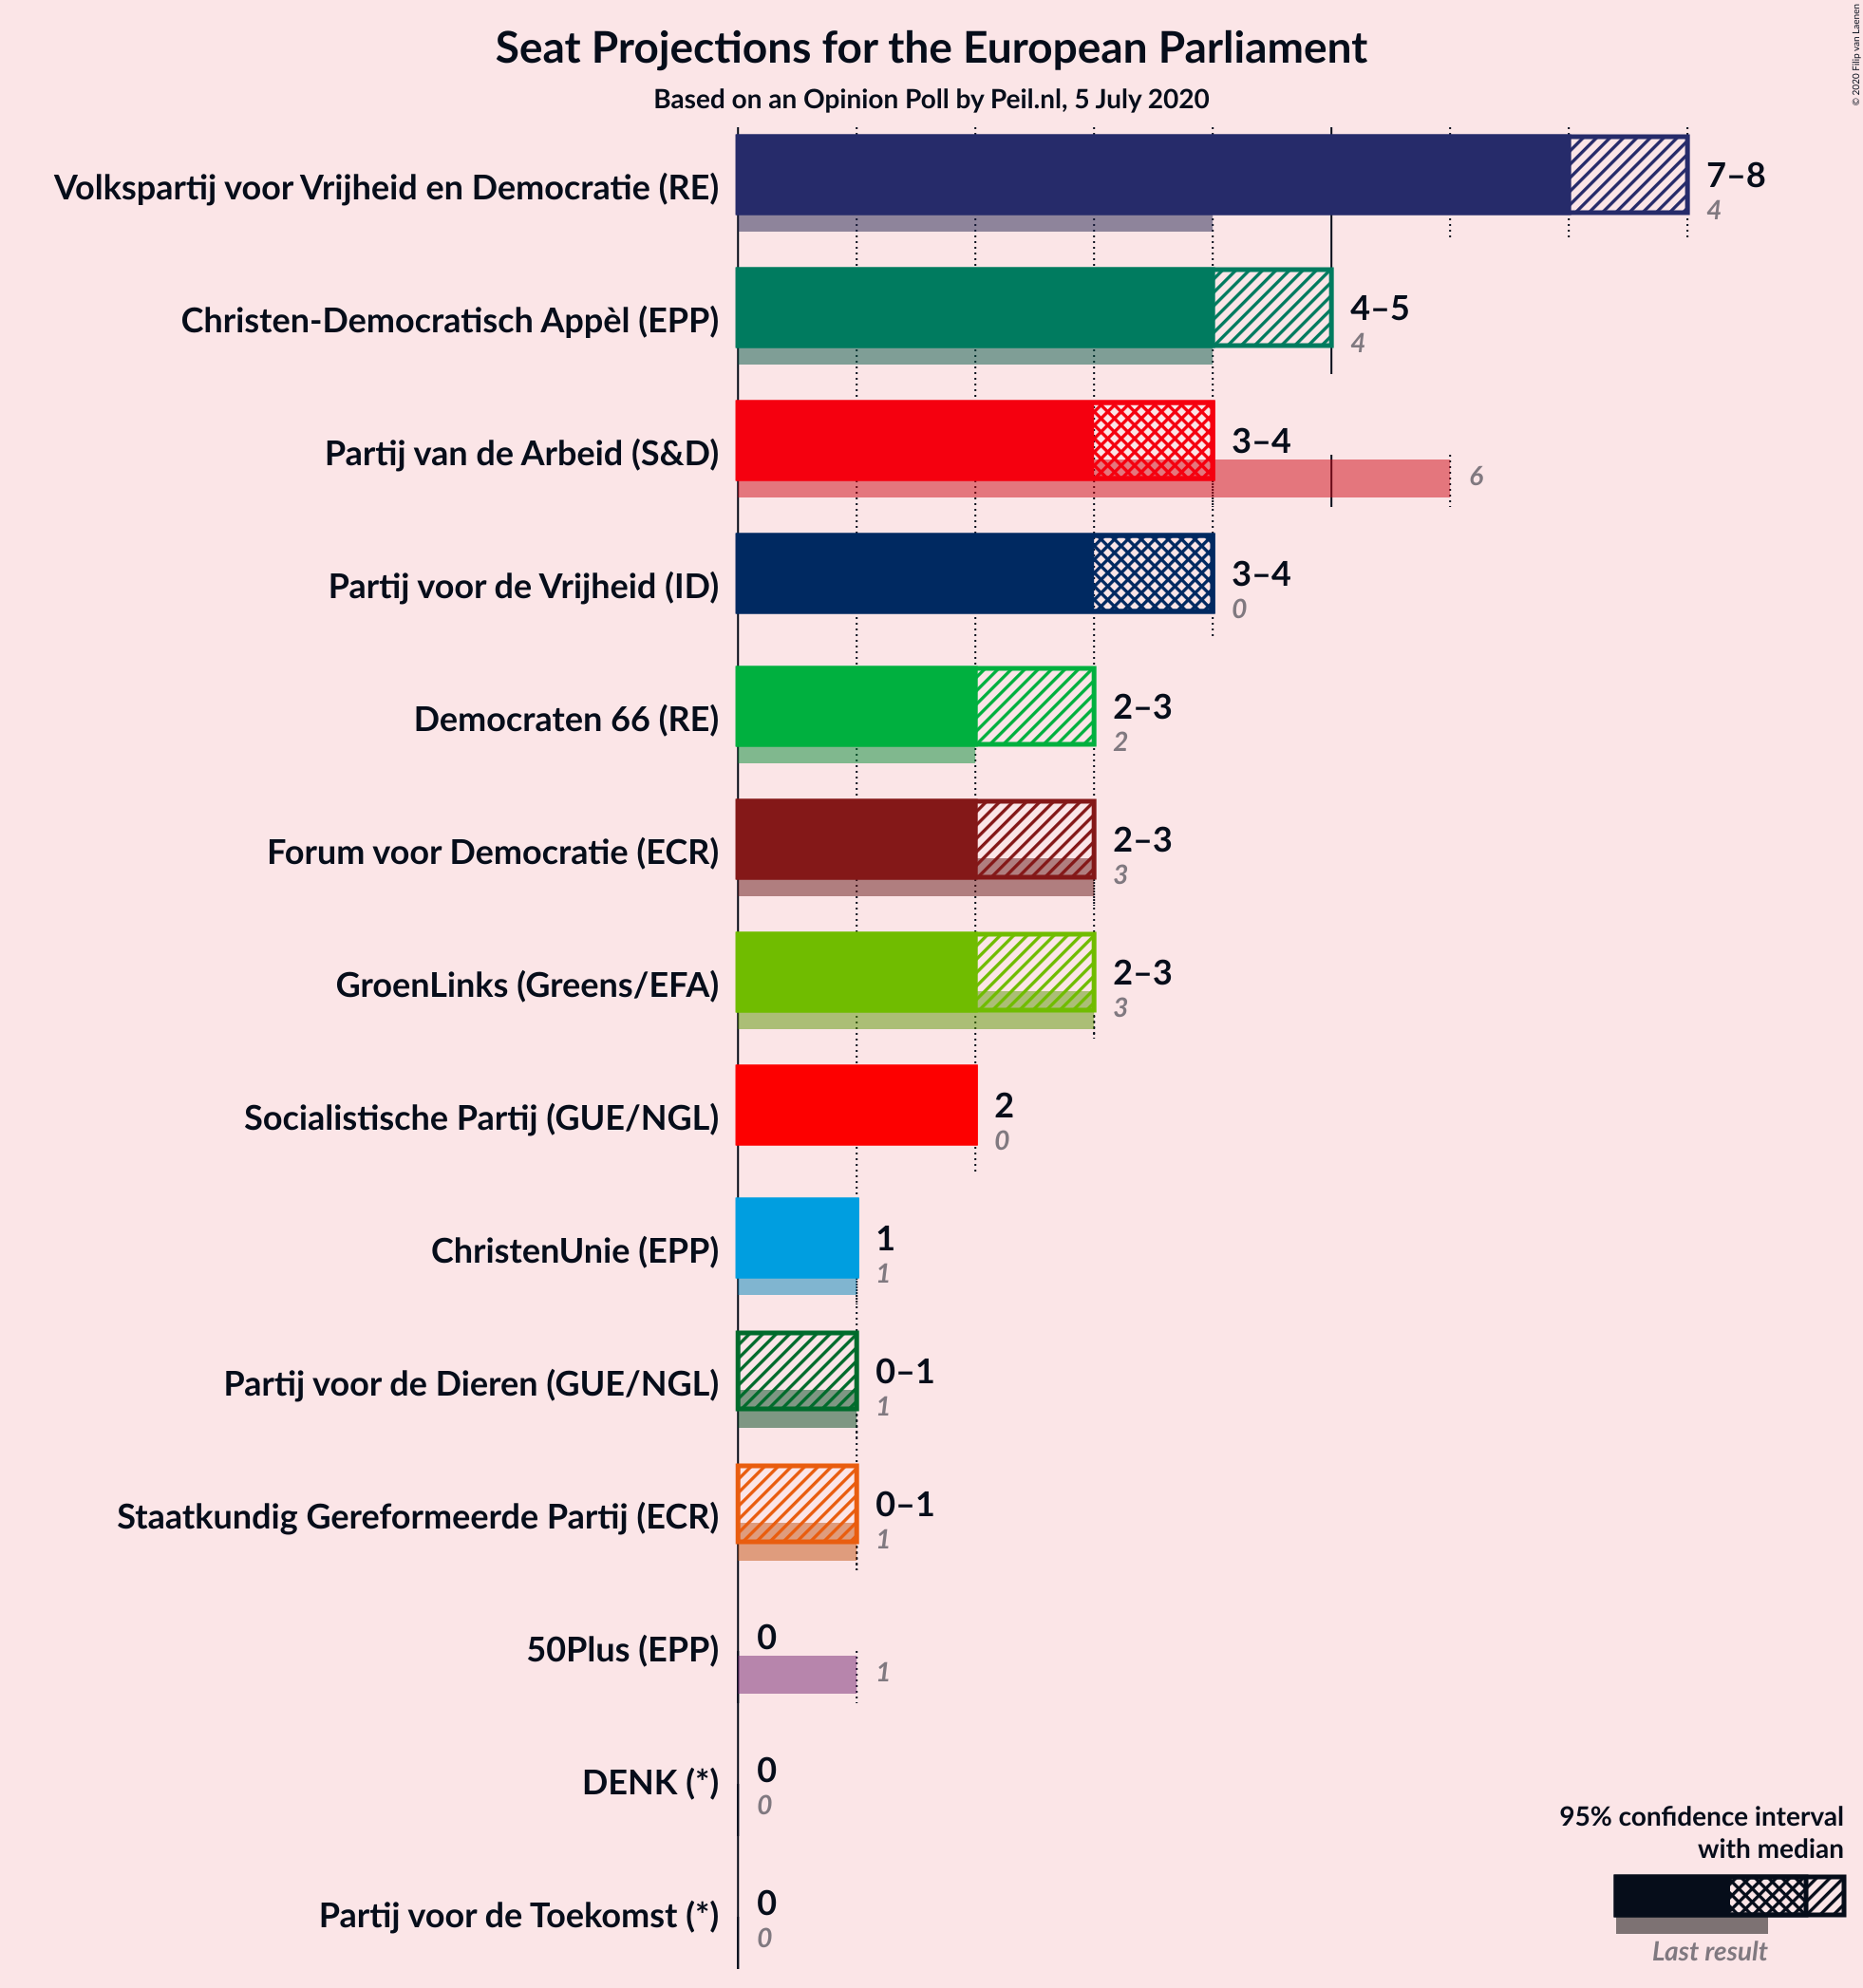 Seat Projections for the European Parliament
Based on an Opinion Poll by Peil.nl, 5 July 2020
© 2020 Filip van Laenen
Volkspartij voor Vrijheid en Democratie (RE)
7–8
4
Christen-Democratisch Appèl (EPP)
4–5
4
Partij van de Arbeid (S&D)
3–4
6
Partij voor de Vrijheid (ID)
3–4
0
Democraten 66 (RE)
2–3
2
Forum voor Democratie (ECR)
2–3
3
GroenLinks (Greens/EFA)
2–3
3
Socialistische Partij (GUE/NGL)
2
0
ChristenUnie (EPP)
1
1
Partij voor de Dieren (GUE/NGL)
0–1
1
Staatkundig Gereformeerde Partij (ECR)
0–1
1
50Plus (EPP)
0
1
DENK (*)
0
0
Partij voor de Toekomst (*)
0
0
95% confidence interval
with median
Last result